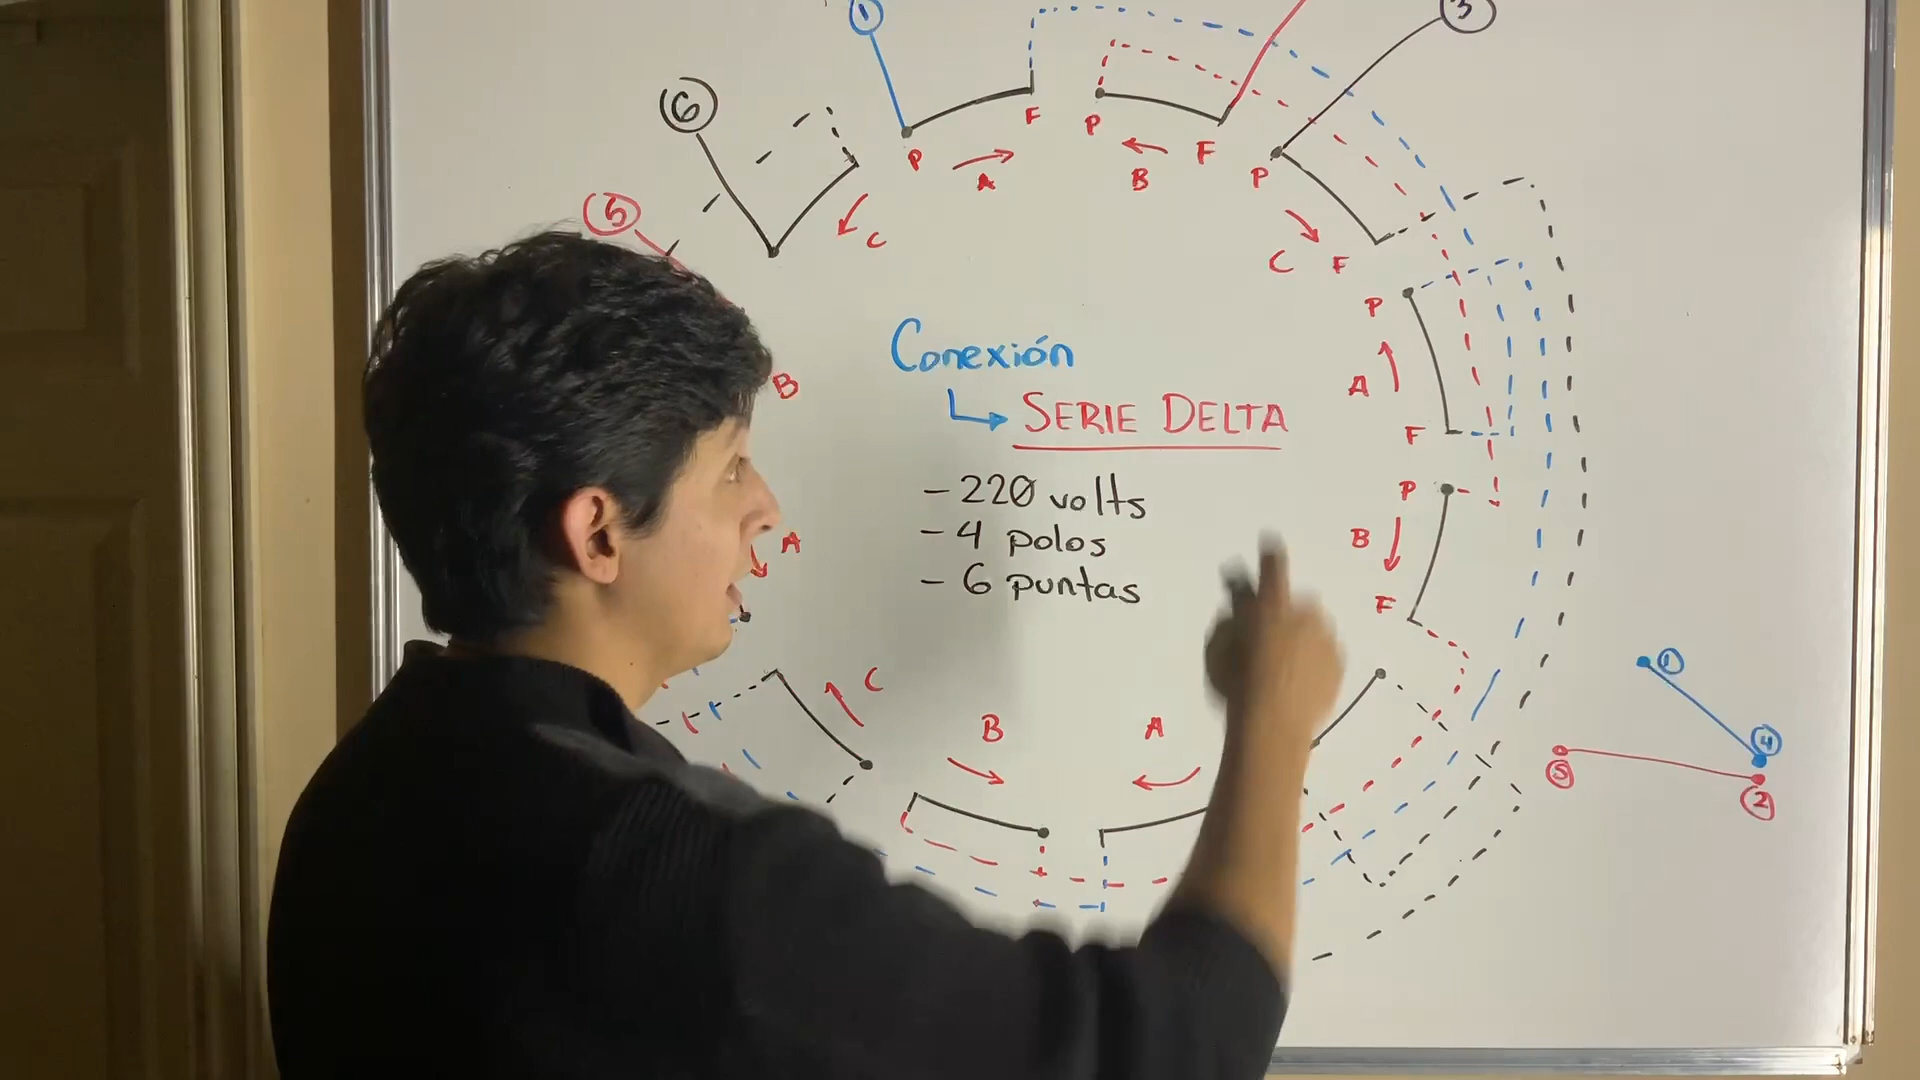 1
3
6
F
P
P
A
B
F
P
5
C
C
F
P
Conexión
B
A
SERIE DELTA
F
- 220 volts
P
- 4 polos
A
B
- 6 puntas
F
1
C
B
A
4
5
2